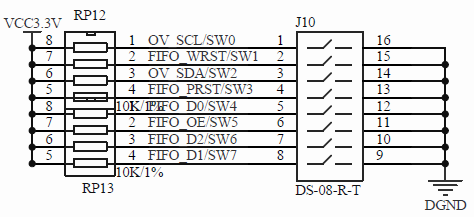 RP12
J10
VCC3.3V
8 1 OV_SCL/SW0 1 16
7 2 FIFO_WRST/SW1 2 15
6 3 OV_SDA/SW2 3 14
5 4 FIFO_PRST/SW3 4 13
10K/1%
8 1 FIFO_D0/SW4 5 12
7 2 FIFO_OE/SW5 6 11
6 3 FIFO_D2/SW6 7 10
5 4 FIFO_D1/SW7 8 9
10K/1%
RP13
DS-08-R-T
DGND